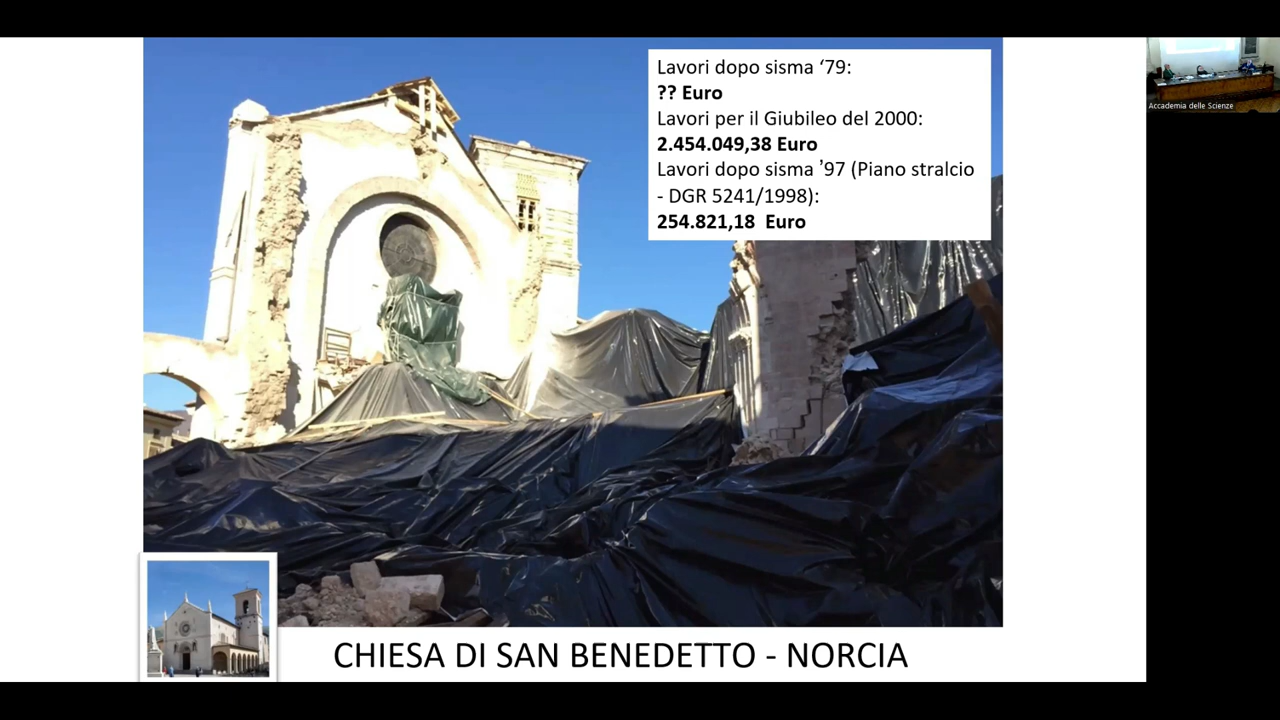 Lavori dopo sisma ‘79:
?? Euro
Lavori per il Giubileo del 2000:
2.454.049,38 Euro
Lavori dopo sisma ’97 (Piano stralcio
- DGR 5241/1998):
254.821,18 Euro
Accademia delle Scienze
CHIESA DI SAN BENEDETTO - NORCIA